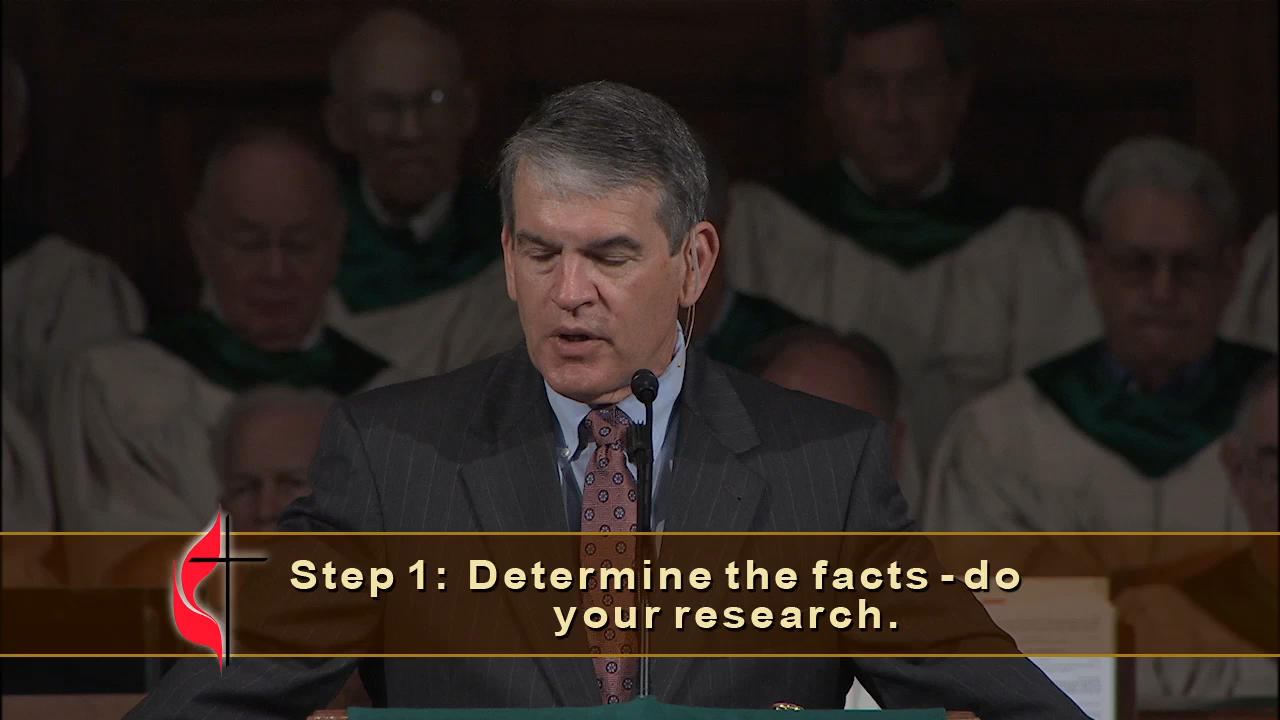 Step 1: Determine the facts - do
your research.